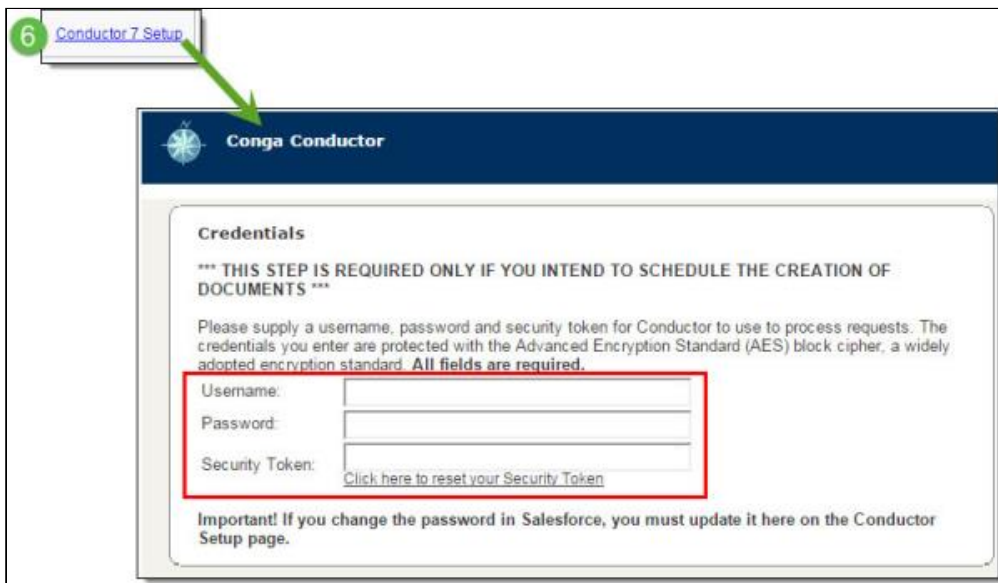 6 Conductor 7 Setup
Conga Conductor
Credentials
*** THIS STEP IS REQUIRED ONLY IF YOU INTEND TO SCHEDULE THE CREATION OF
DOCUMENTS ***
Please supply a username, password and security token for Conductor to use to process requests. The
credentials you enter are protected with the Advanced Encryption Standard (AES) block cipher, a widely
adopted encryption standard. All fields are required.
Username:
Password:
Security Token:
Click here to reset your Security Token
Important! If you change the password in Salesforce, you must update it here on the Conductor
Setup page.